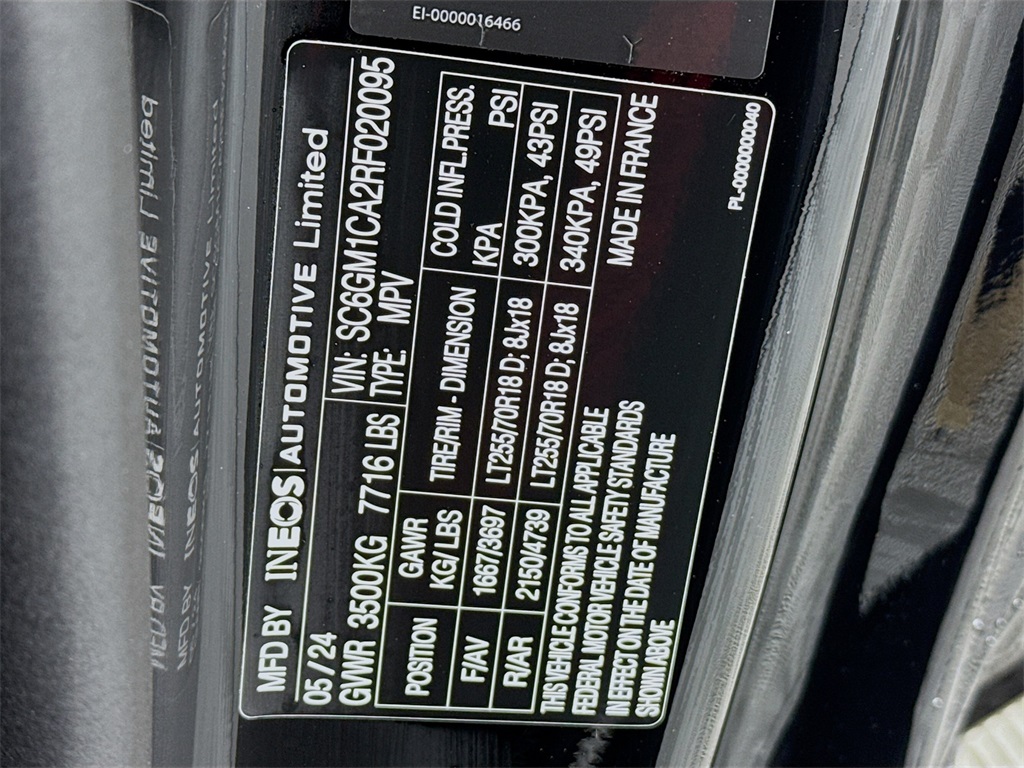 EI-0000016466
MFD BY INEOS|AUTOMOTIVE Limited
05 / 24
VIN: SC6GM1CA2RF020095
GVWR 3500KG 7716 LBS
TYPE: MPV
POSITION GAWR KG/ LBS TIRE/RIM - DIMENSION COLD INFL.PRESS. KPA PSI
F/AV 1667/3697 LT255/70R18 D; 8Jx18 300KPA, 43PSI
R/AR 2150/4739 LT255/70R18 D; 8Jx18 340KPA, 49PSI
THIS VEHICLE CONFORMS TO ALL APPLICABLE
FEDERAL MOTOR VEHICLE SAFETY STANDARDS
IN EFFECT ON THE DATE OF MANUFACTURE
SHOWN ABOVE
MADE IN FRANCE
PL-0000000040